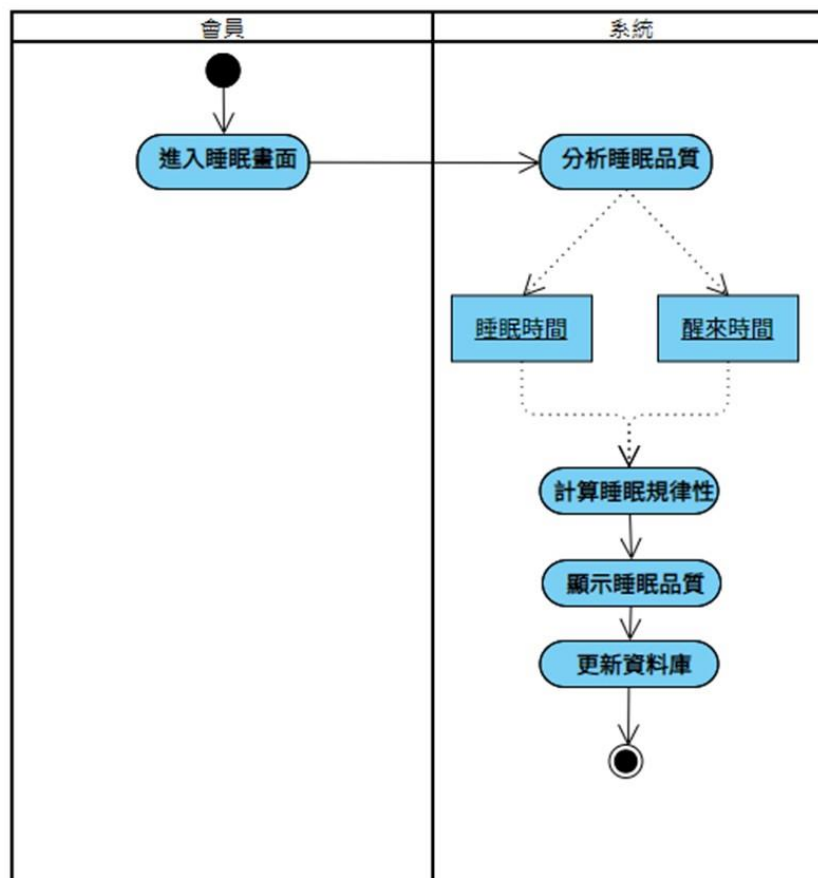 會員
系統
進入睡眠畫面
分析睡眠品質
睡眠時間
醒來時間
計算睡眠規律性
顯示睡眠品質
更新資料庫